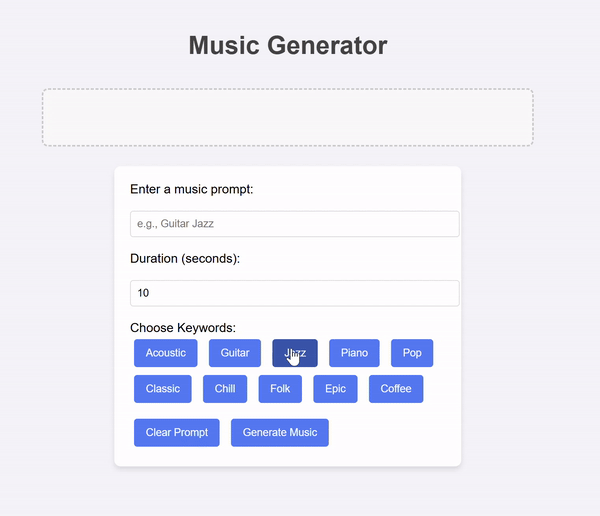 Music Generator
Enter a music prompt:
e.g., Guitar Jazz
Duration (seconds):
10
Choose Keywords:
Acoustic Guitar Jazz Piano Pop
Classic Chill Folk Epic Coffee
Clear Prompt Generate Music